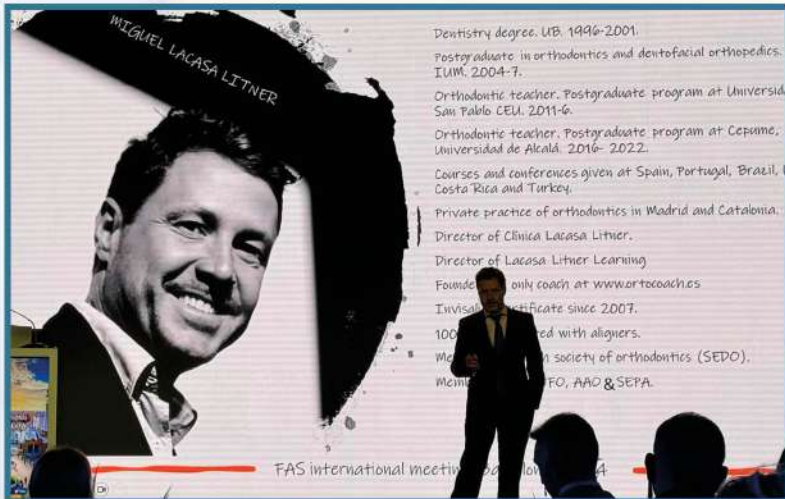 MIGUEL LACASA LITNER
Dentistry degree. UB. 1996-2001.
Postgraduate in orthodontics and dentofacial orthopedics.
IUM. 2004-7.
Orthodontic teacher. Postgraduate program at
San Pablo CEU. 2011-6.
Orthodontic teacher. Postgraduate program at Cepume,
Universidad de Alcalá. 2016- 2022.
Courses and conferences given at Spain, Portugal, Brazil,
Costa Rica and Turkey.
Private practice of orthodontics in Madrid and Catalonia.
Director of Clínica Lacasa Litner.
Director of Lacasa Litner Learning
only coach at www.ortocoach.es
since 2007.
with aligners.
society of orthodontics (SEDO).
AAO & SEPA.
FAS international